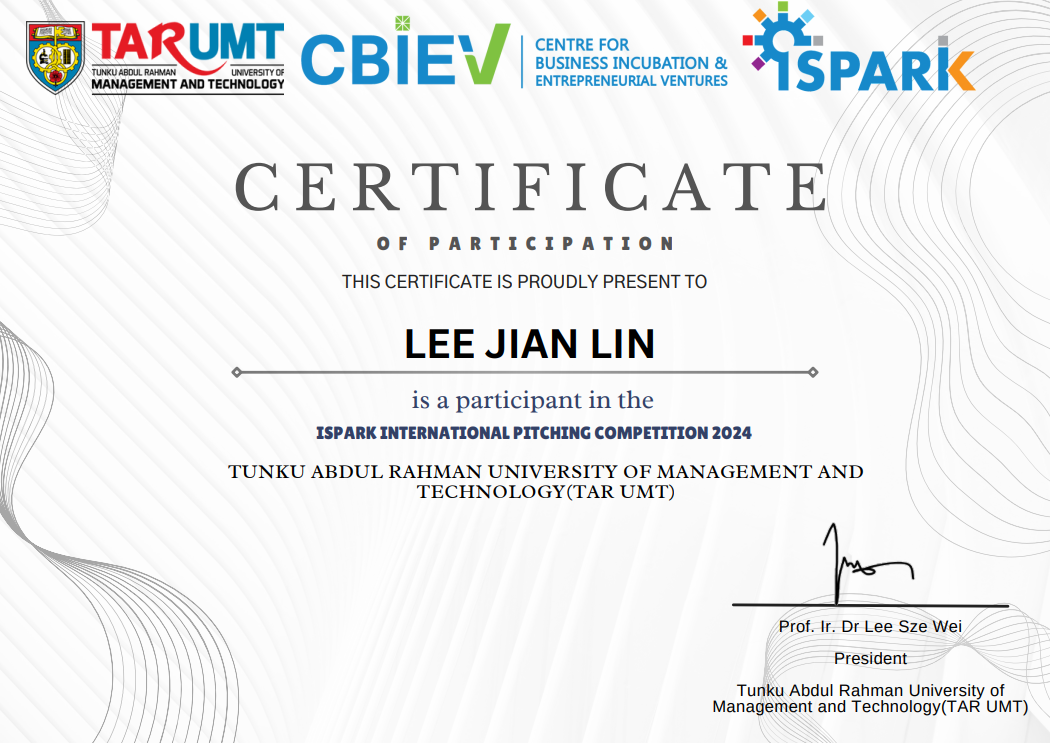 TARUMT
TUNKU ABDUL RAHMAN UNIVERSITY OF
MANAGEMENT AND TECHNOLOGY
CBIEV
CENTRE FOR
BUSINESS INCUBATION &
ENTREPRENEURIAL VENTURES
iSPARK
CERTIFICATE
OF PARTICIPATION
THIS CERTIFICATE IS PROUDLY PRESENT TO
LEE JIAN LIN
is a participant in the
ISPARK INTERNATIONAL PITCHING COMPETITION 2024
TUNKU ABDUL RAHMAN UNIVERSITY OF MANAGEMENT AND
TECHNOLOGY(TAR UMT)
Prof. Ir. Dr Lee Sze Wei
President
Tunku Abdul Rahman University of
Management and Technology(TAR UMT)